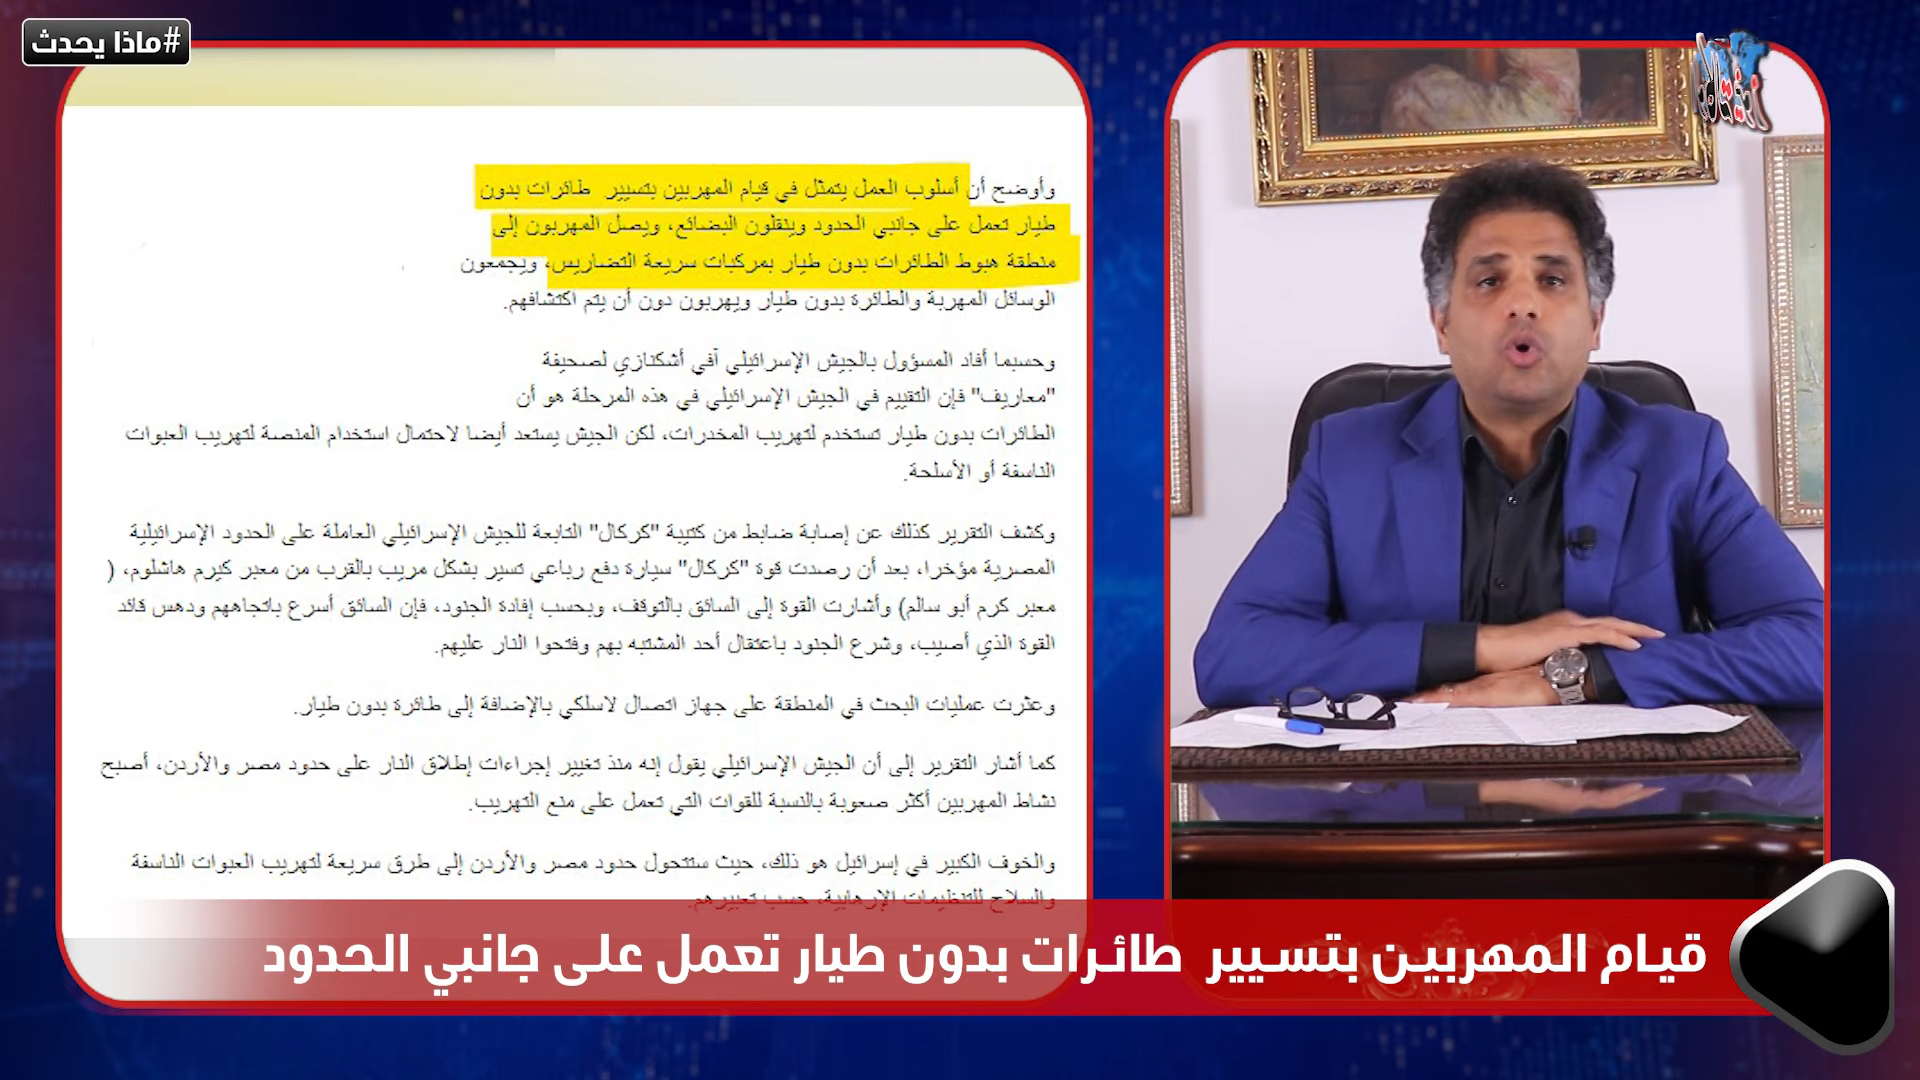 #ماذا يحدث
وأوضح أن أسلوب العمل يتمثل في قيام المهربين بتسيير طائرات بدون
طيار تعمل على جانبي الحدود وينقلون البضائع، ويصل المهربون إلى
منطقة هبوط الطائرات بدون طيار بمركبات سريعة التضاريس، ويجمعون
الوسائل المهربة والطائرة بدون طيار ويهربون دون أن يتم اكتشافهم.
وحسبما أفاد المسؤول بالجيش الإسرائيلي آفي أشكنازي لصحيفة
"معاريف" فإن التقييم في الجيش الإسرائيلي في هذه المرحلة هو أن
الطائرات بدون طيار تستخدم لتهريب المخدرات، لكن الجيش يستعد أيضا لاحتمال استخدام المنصة لتهريب العبوات
الناسفة أو الأسلحة.
وكشف التقرير كذلك عن إصابة ضابط من كتيبة "كركال" التابعة للجيش الإسرائيلي العاملة على الحدود الإسرائيلية
المصرية مؤخرا، بعد أن رصدت قوة "كركال" سيارة دفع رباعي تسير بشكل مريب بالقرب من معبر كيرم هاشلوم، (
معبر كرم أبو سالم) وأشارت القوة إلى السائق بالتوقف، وبحسب إفادة الجنود، فإن السائق أسرع باتجاههم ودهس قائد
القوة الذي أصيب، وشرع الجنود باعتقال أحد المشتبه بهم وفتحوا النار عليهم.
وعثرت عمليات البحث في المنطقة على جهاز اتصال لاسلكي بالإضافة إلى طائرة بدون طيار.
كما أشار التقرير إلى أن الجيش الإسرائيلي يقول إنه منذ تغيير إجراءات إطلاق النار على حدود مصر والأردن، أصبح
نشاط المهربين أكثر صعوبة بالنسبة للقوات التي تعمل على منع التهريب.
والخوف الكبير في إسرائيل هو ذلك، حيث ستتحول حدود مصر والأردن إلى طرق سريعة لتهريب العبوات الناسفة
والسلاح للتنظيمات الإرهابية، حسب تعبيرهم.
قيام المهربين بتسيير طائرات بدون طيار تعمل على جانبي الحدود